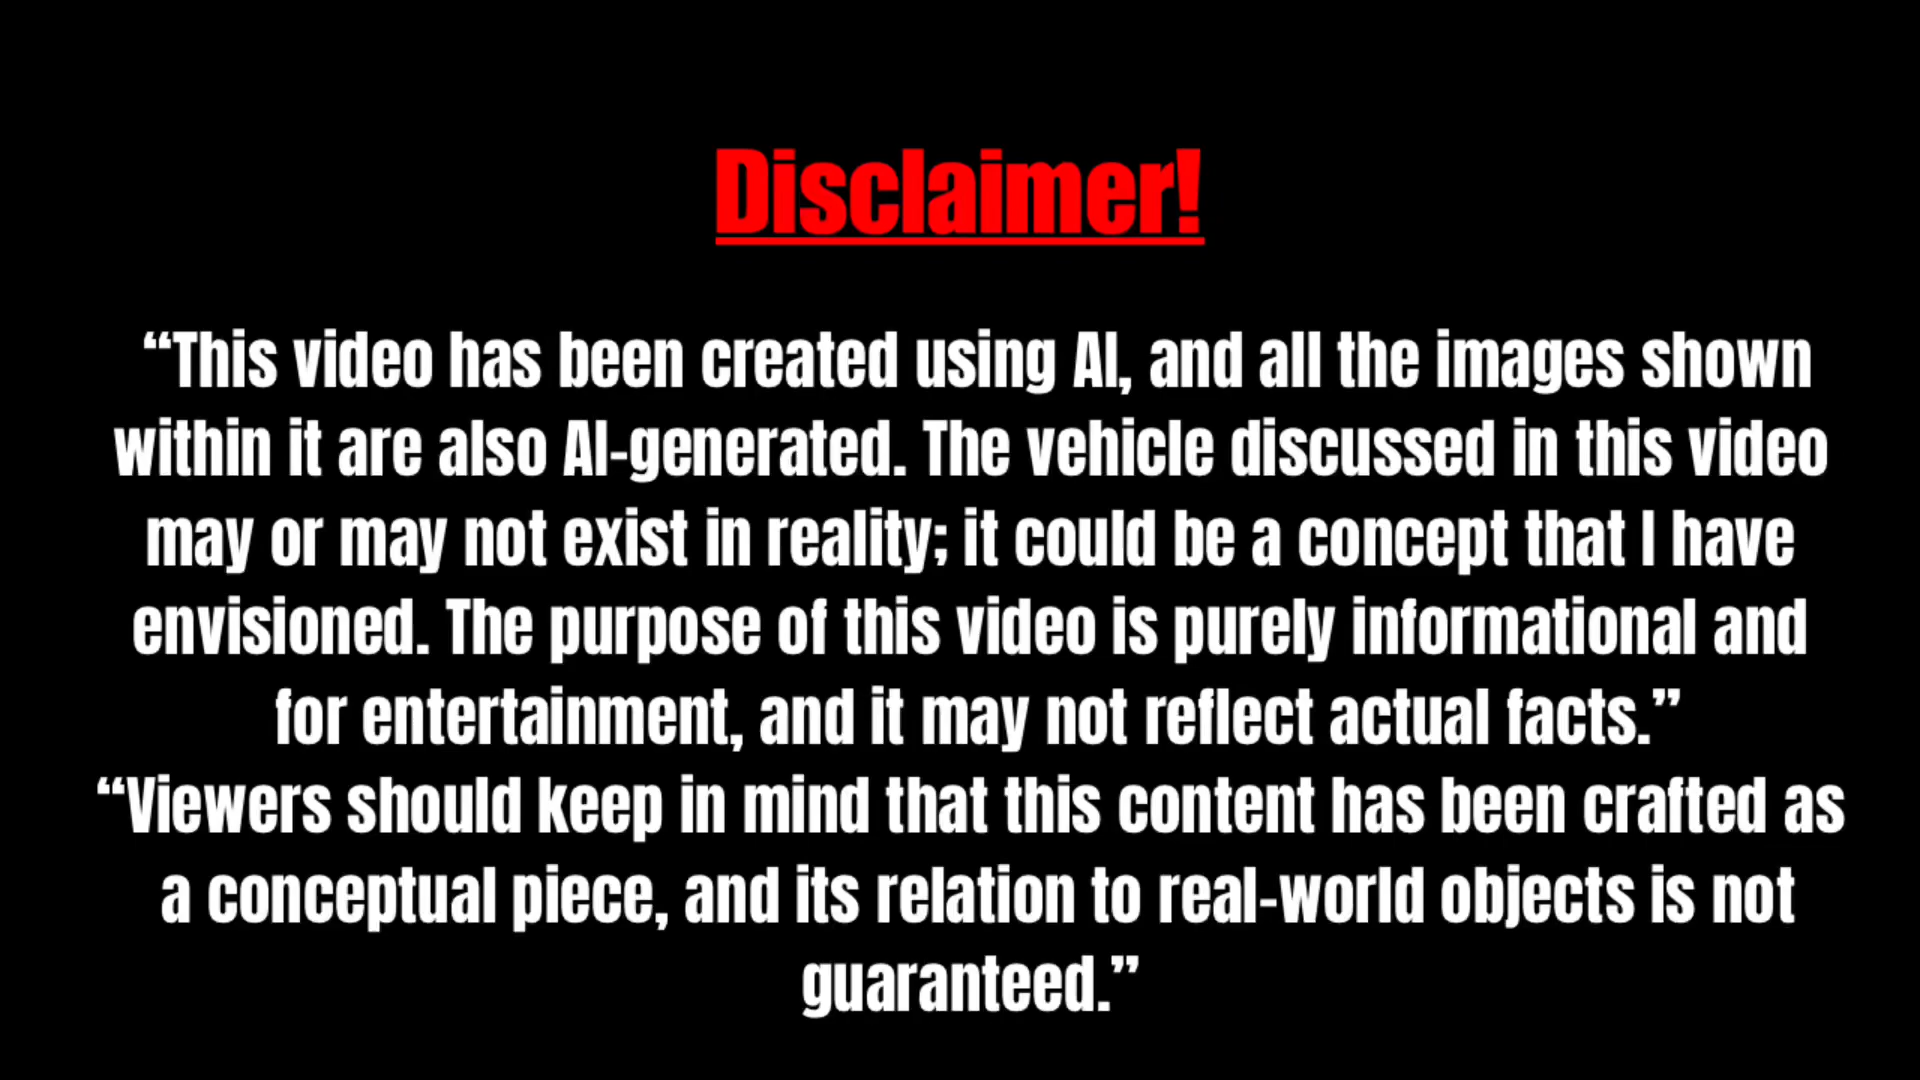 Disclaimer!
“This video has been created using AI, and all the images shown
within it are also AI-generated. The vehicle discussed in this video
may or may not exist in reality; it could be a concept that I have
envisioned. The purpose of this video is purely informational and
for entertainment, and it may not reflect actual facts.”
“Viewers should keep in mind that this content has been crafted as
a conceptual piece, and its relation to real-world objects is not
guaranteed.”